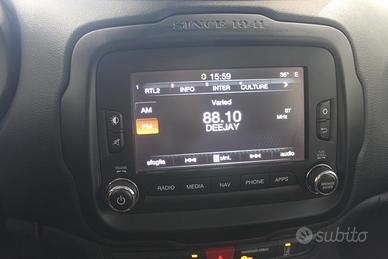 SINCE 1941
15:59 36° E
1 RTL2 INFO INTER CULTURE
AM Varied
88.10 ST
FM DEEJAY
sfoglia sint. audio
RADIO MEDIA NAV PHONE APPS
subito